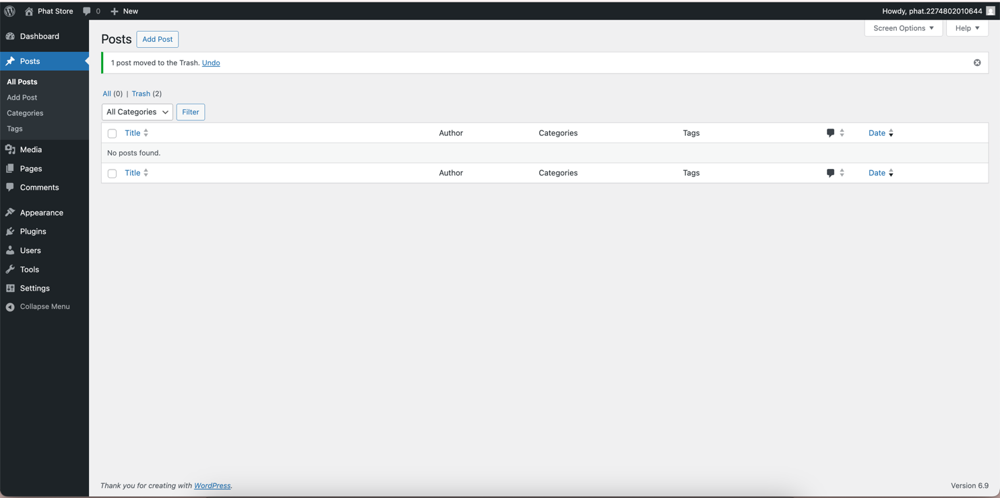 Phat Store 0 New Howdy, phat.2274802010644
Screen Options Help
Dashboard
Posts
All Posts
Add Post
Categories
Tags
Media
Pages
Comments
Appearance
Plugins
Users
Tools
Settings
Collapse Menu
Posts Add Post
1 post moved to the Trash. Undo
All (0) | Trash (2)
All Categories Filter
Title Author Categories Tags Date
No posts found.
Title Author Categories Tags Date
Thank you for creating with WordPress. Version 6.9